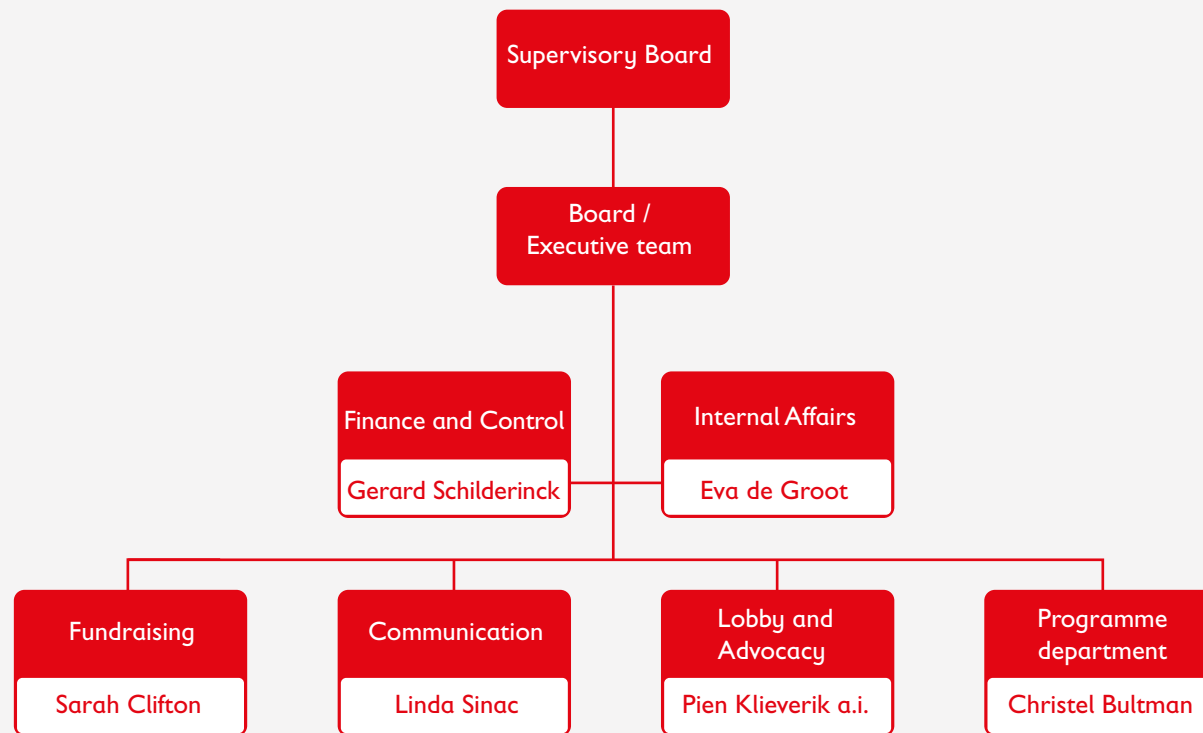 Supervisory Board
Board /
Executive team
Finance and Control
Gerard Schilderinck
Internal Affairs
Eva de Groot
Fundraising
Sarah Clifton
Communication
Linda Sinac
Lobby and
Advocacy
Pien Klieverik a.i.
Programme
department
Christel Bultman